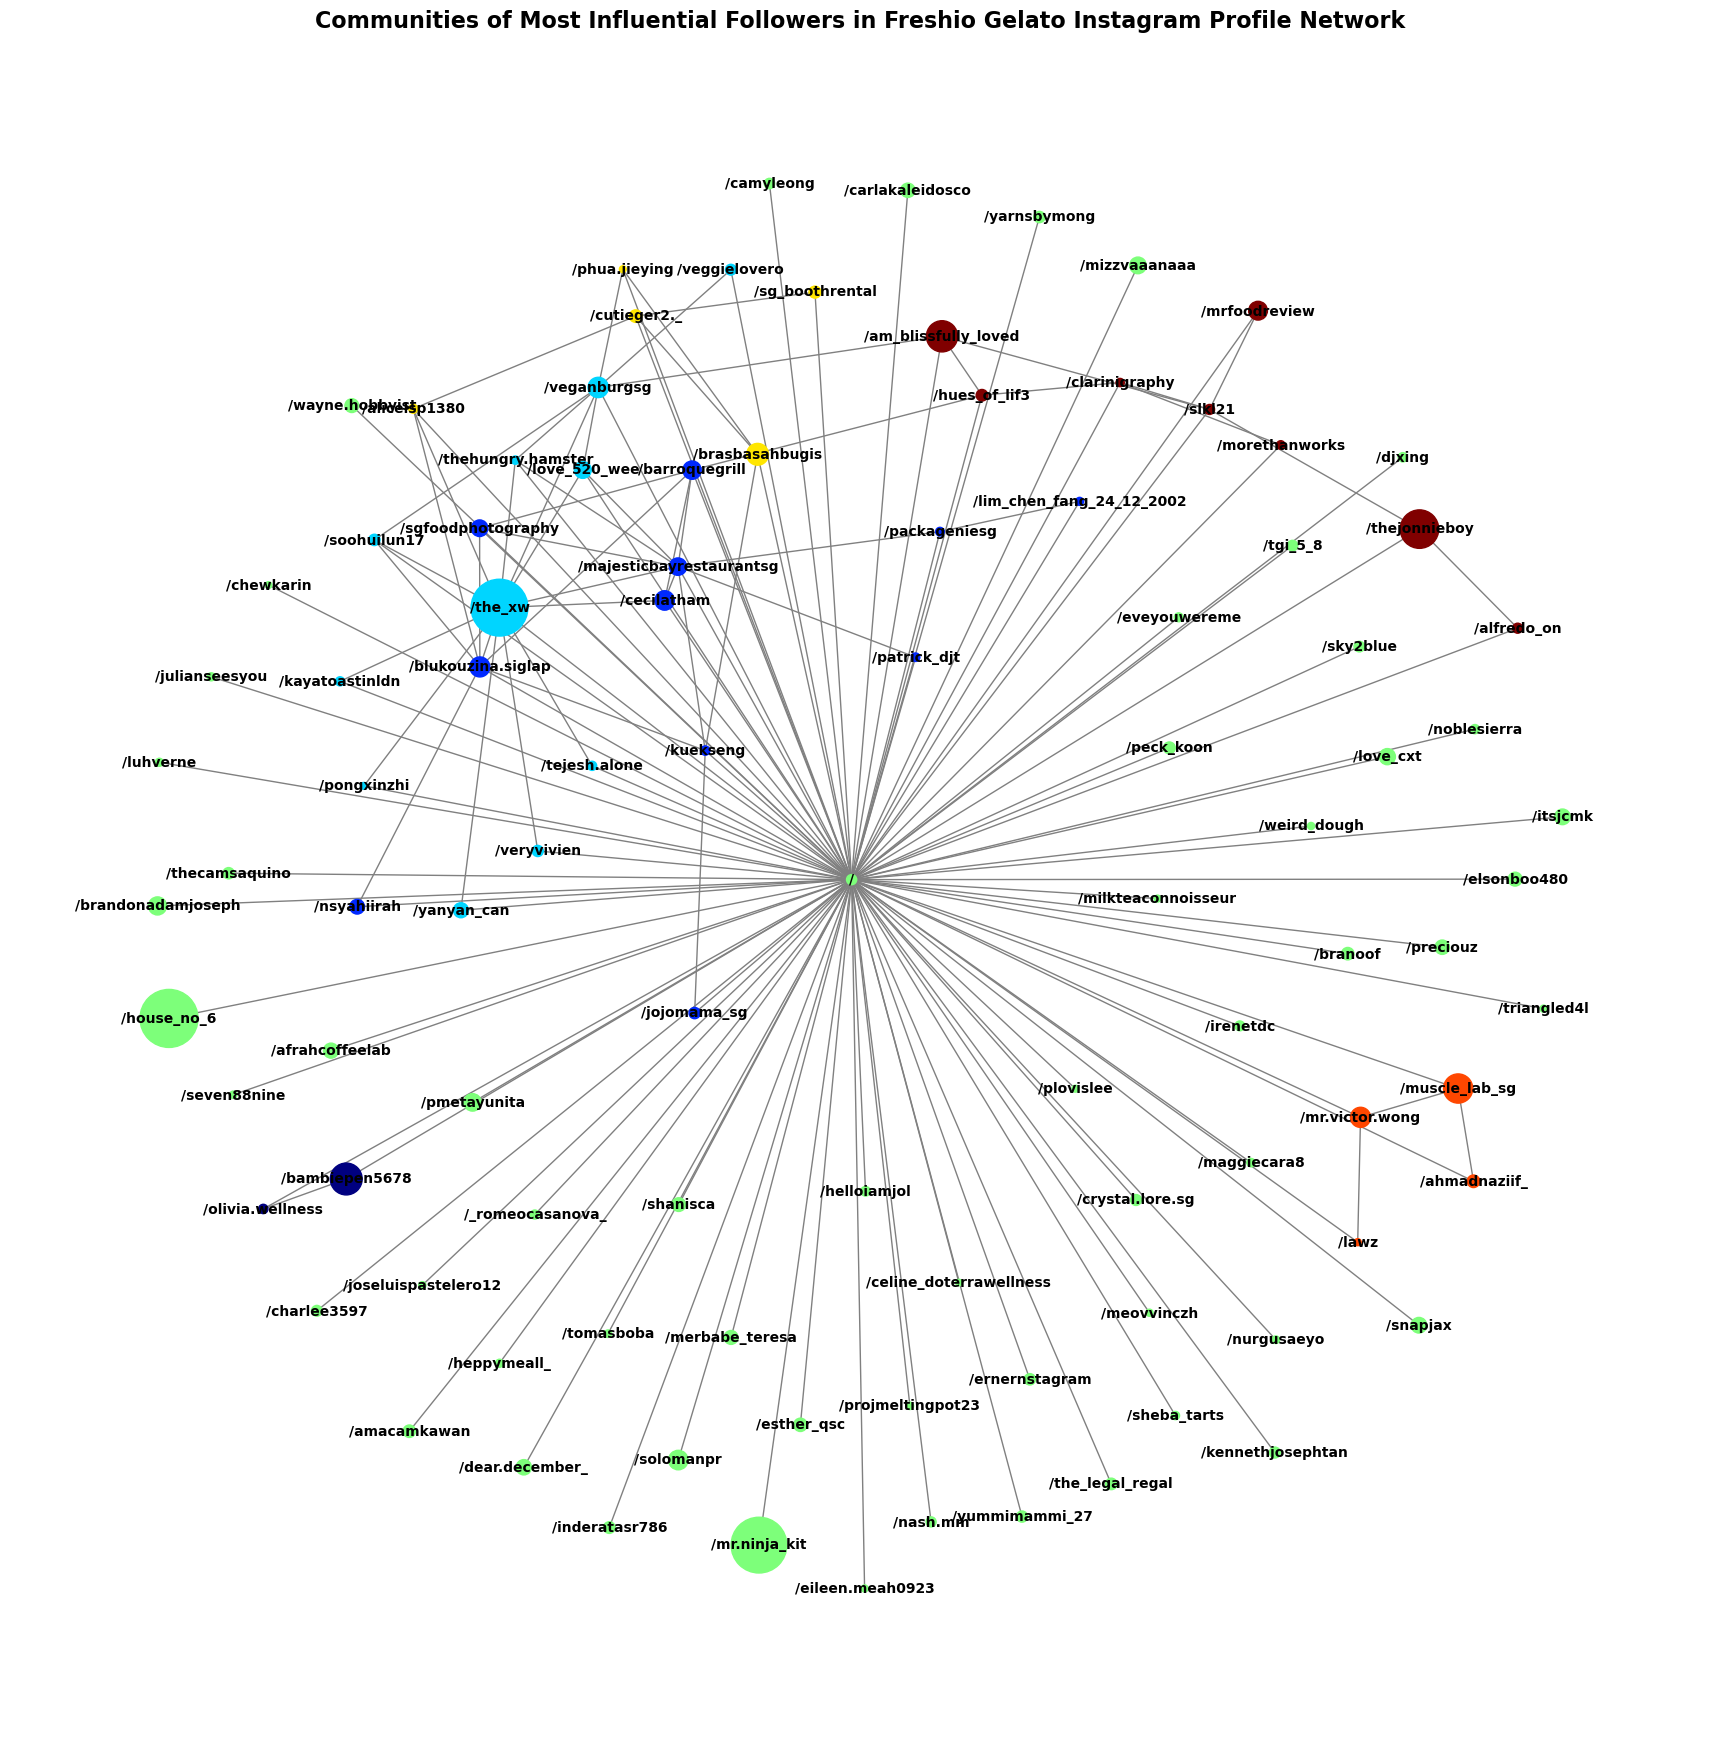 Communities of Most Influential Followers in Freshio Gelato Instagram Profile Network
/camyleong
/carlakaleidosco
/yarnsbymong
/mizzvaaanaaa
/phua.jieying
/veggielovero
/sg_boothrental
/cutieger2._
/mrfoodreview
/am_blissfully_loved
/clarinigraphy
/veganburgsg
/hues_of_lif3
/wayne.hobbyist
/slkl21
/morethanworks
/brasbasahbugis
/djxing
/thehungry.hamster
/love_520_wee
/barroquegrill
/lim_chen_fang_24_12_2002
/sgfoodphotography
/thejonnieboy
/packageniesg
/soohuilun17
/tgi_5_8
/majesticbayrestaurantsg
/chewkarin
/cecilatham
/the_xw
/eveyouwereme
/alfredo_on
/sky2blue
/patrick_djt
/blukouzina.siglap
/julianseesyou
/kayatoastinldn
/noblesierra
/kuekseng
/peck_koon
/love_cxt
/luhverne
/tejesh.alone
/pongxinzhi
/itsjcmk
/weird_dough
/veryvivien
/thecamsaquino
/
/elsonboo480
/milkteaconnoisseur
/brandonadamjoseph
/nsyahiirah
/yanyan_can
/preciouz
/branoof
/triangled4l
/house_no_6
/jojomama_sg
/irenetdc
/afrahcoffeelab
/plovislee
/muscle_lab_sg
/seven88nine
/pmetayunita
/mr.victor.wong
/maggiecara8
/bamblepen5678
/ahmadnaziif_
/helloiamjol
/crystal.lore.sg
/shanisca
/olivia.wellness
/_romeocasanova_
/lawz
/celine_doterrawellness
/joseluispastelero12
/charlee3597
/meovvinczh
/snapjax
/tomasboba
/merbabe_teresa
/nurgusaeyo
/heppymeall_
/ernernstagram
/projmeltingpot23
/sheba_tarts
/esther_qsc
/amacamkawan
/kennethjosephtan
/solomanpr
/dear.december_
/the_legal_regal
/yummimammi_27
/nash.mm
/inderatasr786
/mr.ninja_kit
/eileen.meah0923